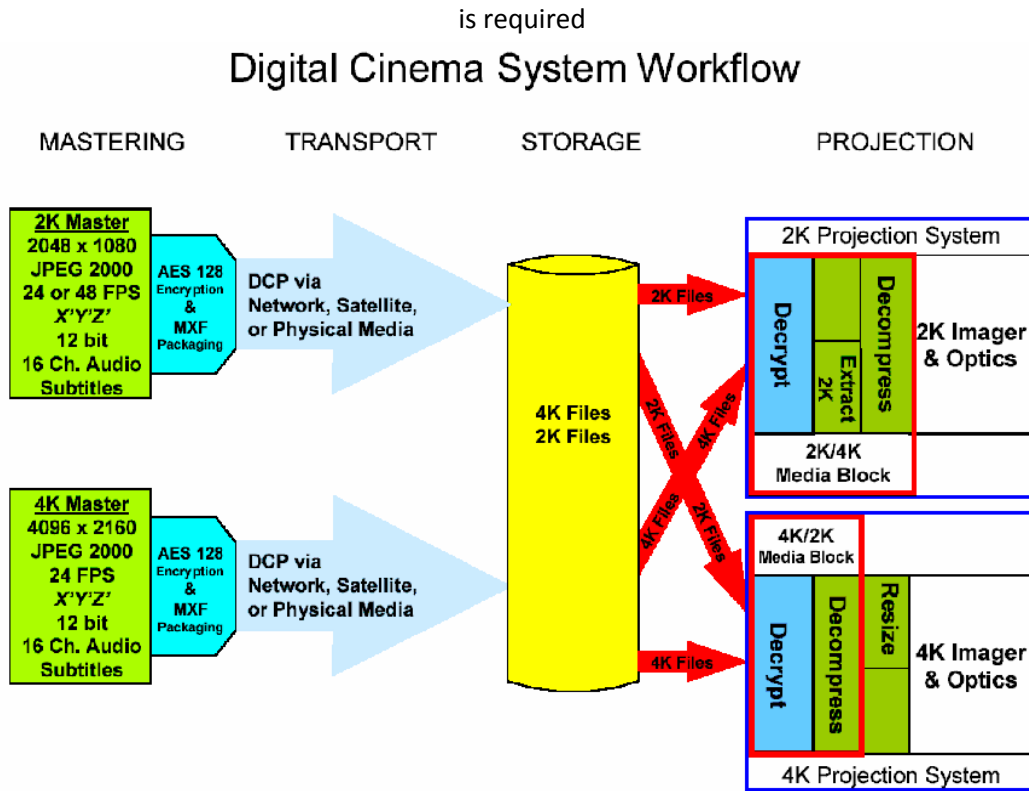 is required
Digital Cinema System Workflow
MASTERING
TRANSPORT
STORAGE
PROJECTION
2K Master
2048 x 1080
JPEG 2000
24 or 48 FPS
X'Y'Z'
12 bit
16 Ch. Audio
Subtitles
AES 128
Encryption
&
MXF
Packaging
DCP via
Network, Satellite,
or Physical Media
4K Master
4096 x 2160
JPEG 2000
24 FPS
X'Y'Z'
12 bit
16 Ch. Audio
Subtitles
AES 128
Encryption
&
MXF
Packaging
DCP via
Network, Satellite,
or Physical Media
4K Files
2K Files
2K Files
2K Files
4K Files
4K Files
2K Files
4K Files
2K Projection System
Decrypt
Extract
2K
Decompress
2K Imager
& Optics
2K/4K
Media Block
4K/2K
Media Block
Decrypt
Decompress
Resize
4K Imager
& Optics
4K Projection System